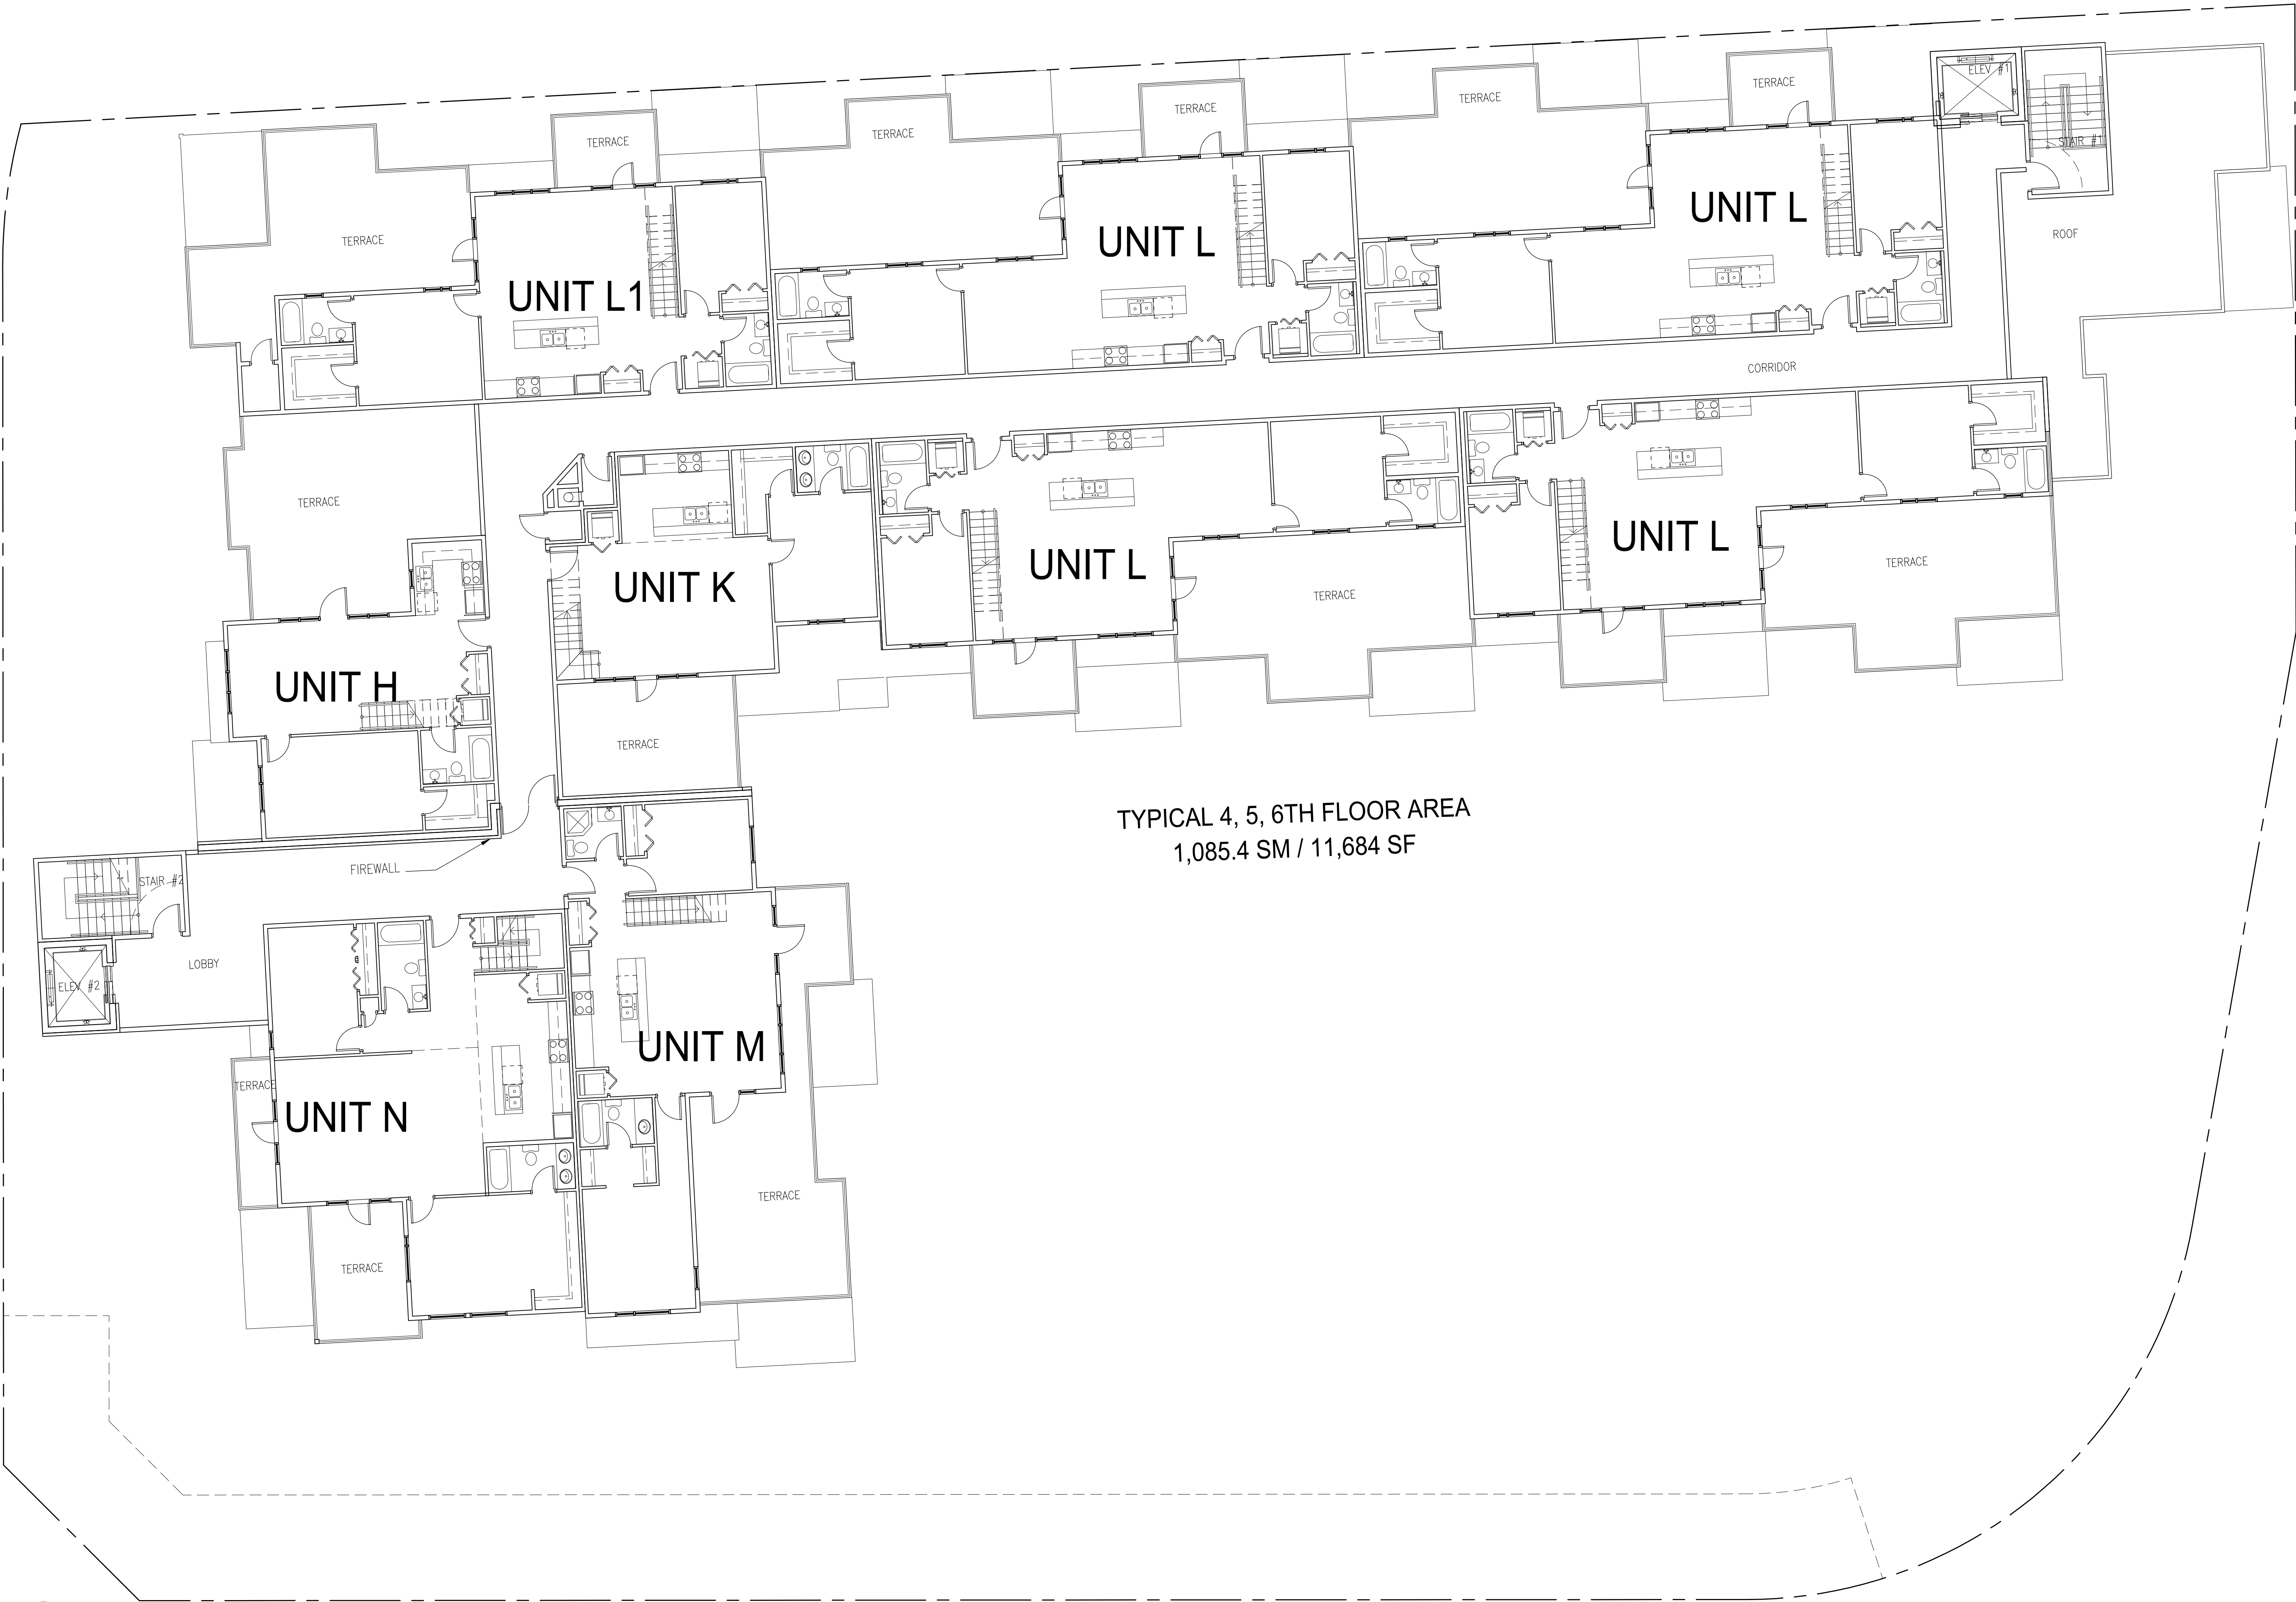 ELEV #1
TERRACE
TERRACE
TERRACE
TERRACE
TERRACE
TERRACE
STAIR #1
UNIT L
UNIT L
ROOF
TERRACE
UNIT L1
CORRIDOR
TERRACE
UNIT L
UNIT L
TERRACE
UNIT K
TERRACE
UNIT H
TERRACE
TYPICAL 4, 5, 6TH FLOOR AREA
1,085.4 SM / 11,684 SF
FIREWALL
STAIR #2
LOBBY
ELEV #2
UNIT M
TERRACE
UNIT N
TERRACE
TERRACE